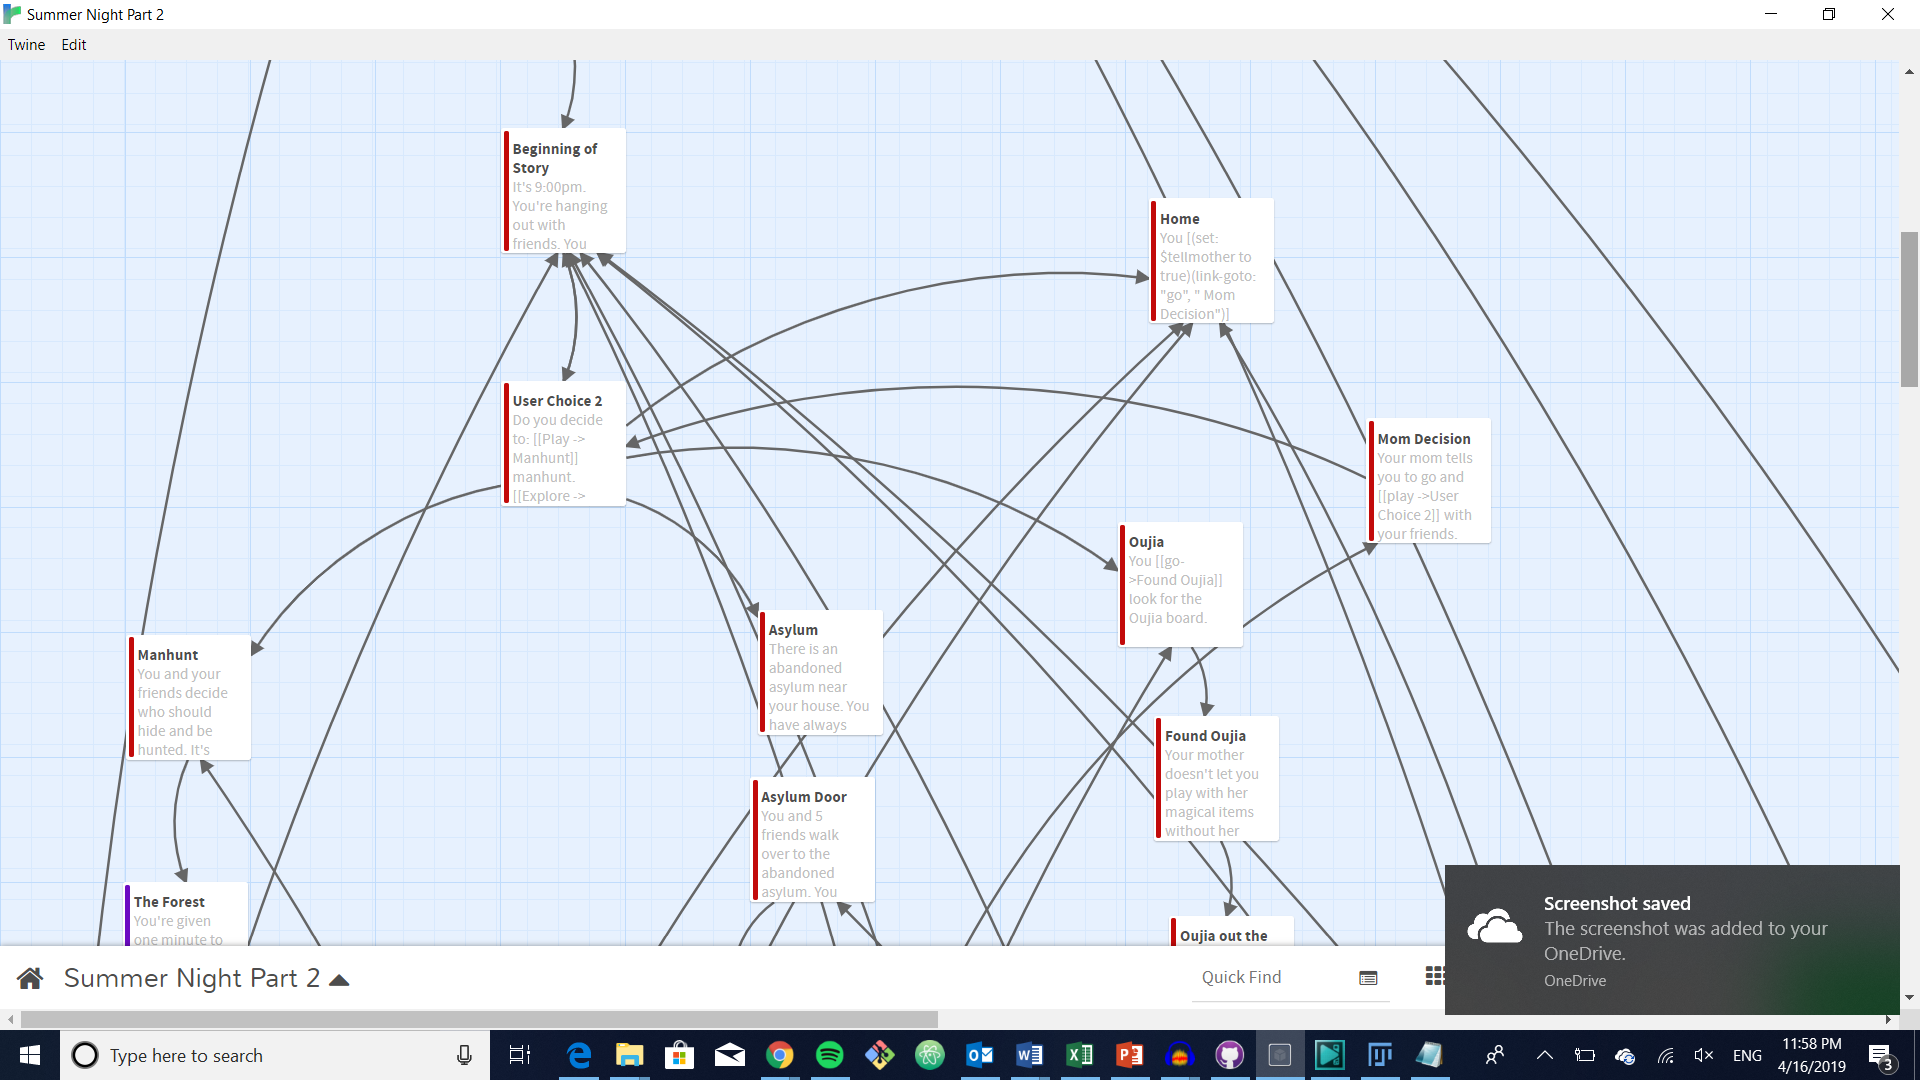 Summer Night Part 2
Twine Edit
Beginning of
Story
It's 9:00pm.
You're hanging
out with
friends. You
Home
You [(set:
$tellmother to
true)(link-goto:
"go", " Mom
Decision")]
User Choice 2
Do you decide
to: [[Play ->
Manhunt]]
manhunt.
[[Explore ->
Mom Decision
Your mom tells
you to go and
[[play ->User
Choice 2]] with
your friends.
Oujia
You [[go-
>Found Oujia]]
look for the
Oujia board.
Asylum
There is an
abandoned
asylum near
your house. You
have always
Manhunt
You and your
friends decide
who should
hide and be
hunted. It's
Found Oujia
Your mother
doesn't let you
play with her
magical items
without her
Asylum Door
You and 5
friends walk
over to the
abandoned
asylum. You
The Forest
You're given
one minute to
Oujia out the
Screenshot saved
The screenshot was added to your
OneDrive.
OneDrive
Summer Night Part 2
Quick Find
Type here to search
ENG
11:58 PM
4/16/2019
3